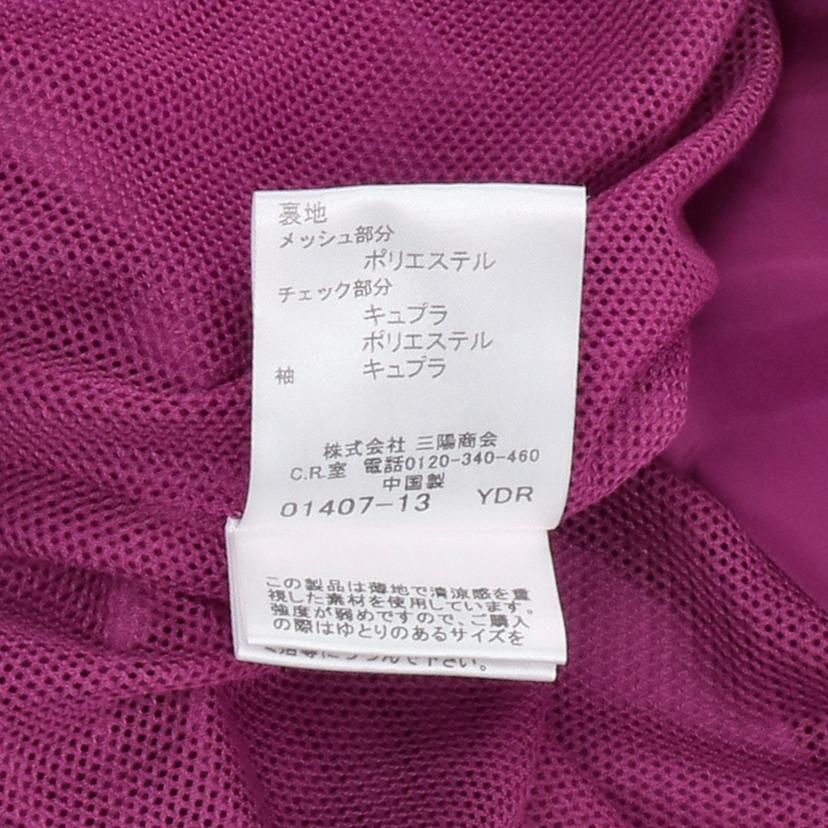 裏地
メッシュ部分
ポリエステル
チェック部分
キュプラ
ポリエステル
袖 キュプラ
株式会社 三陽商会
C.R.室 電話0120-340-460
中国製
01407-13 YDR
この製品は薄地で清涼感を重
視した素材を使用しています。
強度が弱めですので、ご購入
の際はゆとりのあるサイズを
んで下さい。